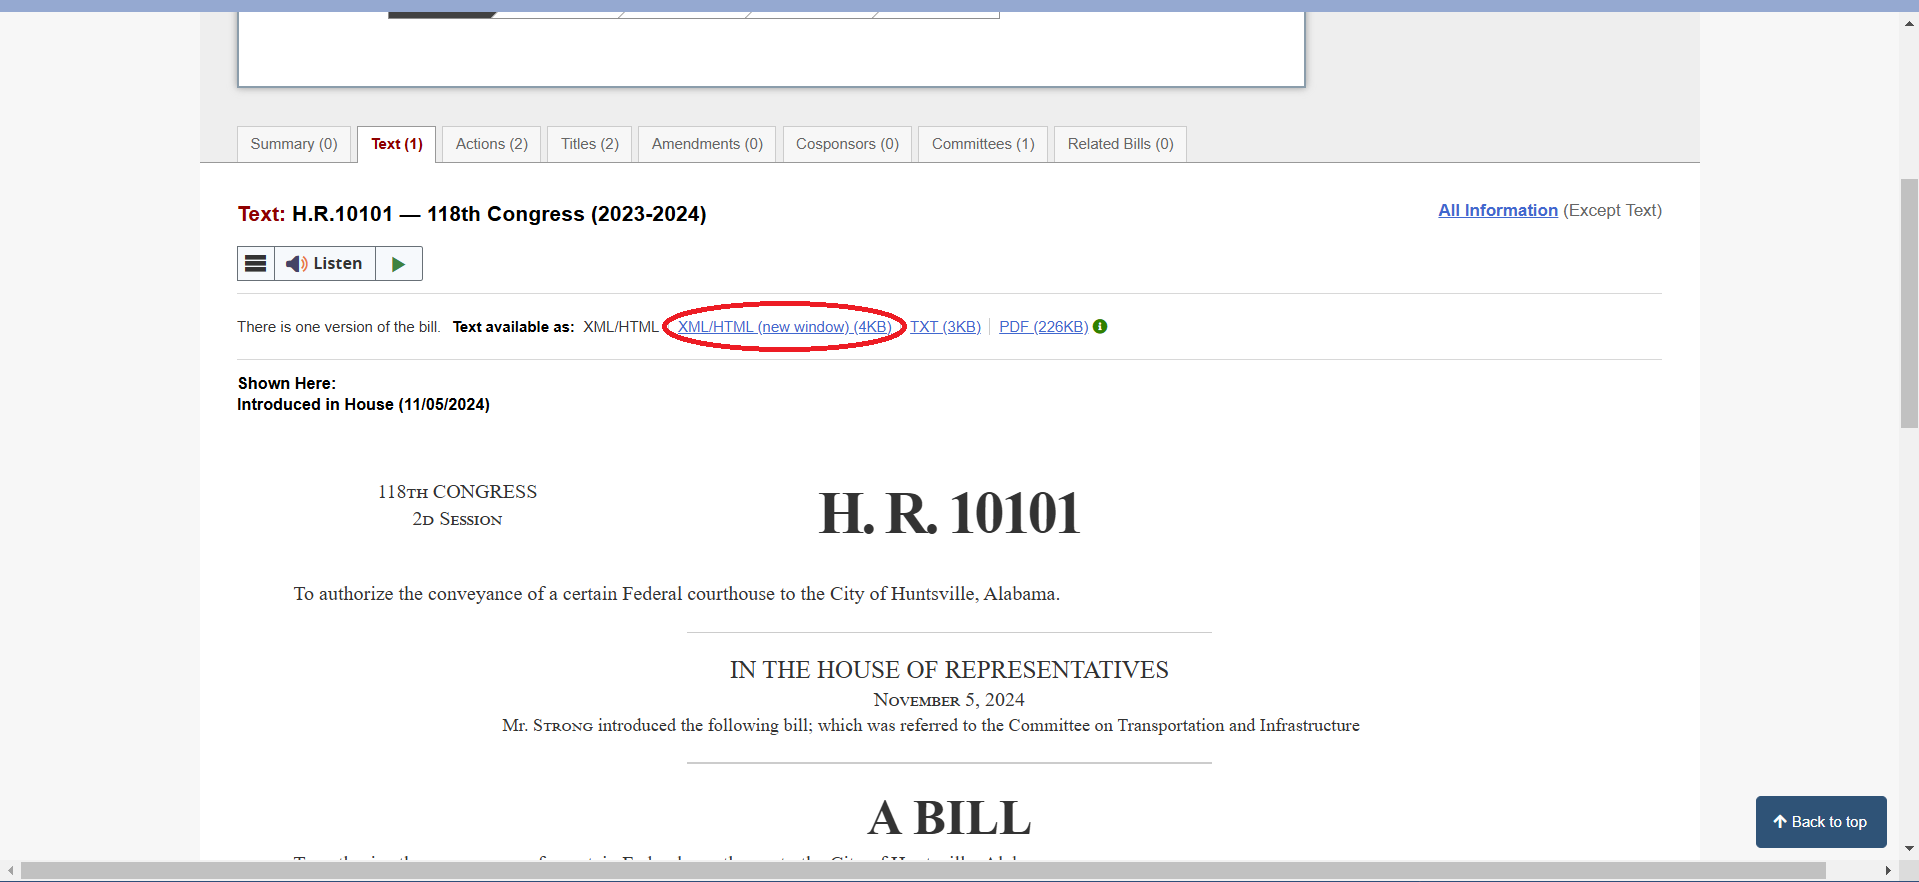 Summary (0) Text (1) Actions (2) Titles (2) Amendments (0) Cosponsors (0) Committees (1) Related Bills (0)
Text: H.R.10101 — 118th Congress (2023-2024)
All Information (Except Text)
Listen
There is one version of the bill. Text available as: XML/HTML XML/HTML (new window) (4KB) TXT (3KB) PDF (226KB)
Shown Here:
Introduced in House (11/05/2024)
118TH CONGRESS
2D SESSION
H. R. 10101
To authorize the conveyance of a certain Federal courthouse to the City of Huntsville, Alabama.
IN THE HOUSE OF REPRESENTATIVES
NOVEMBER 5, 2024
Mr. STRONG introduced the following bill; which was referred to the Committee on Transportation and Infrastructure
A BILL
Back to top